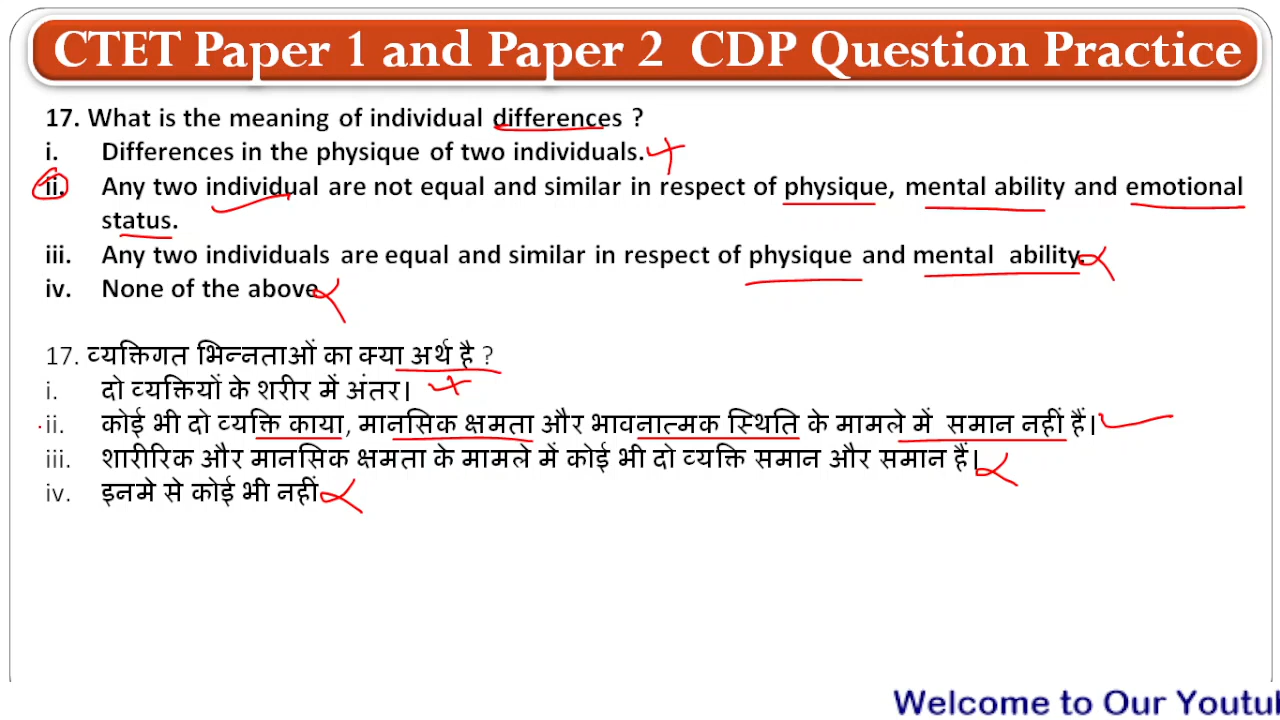 CTET Paper 1 and Paper 2 CDP Question Practice
17. What is the meaning of individual differences ?
i. Differences in the physique of two individuals.
ii. Any two individual are not equal and similar in respect of physique, mental ability and emotional
status.
iii. Any two individuals are equal and similar in respect of physique and mental ability.
iv. None of the above
17. व्यक्तिगत भिन्नताओं का क्या अर्थ है ?
i. दो व्यक्तियों के शरीर में अंतर।
ii. कोई भी दो व्यक्ति काया, मानसिक क्षमता और भावनात्मक स्थिति के मामले में समान नहीं हैं।
iii. शारीरिक और मानसिक क्षमता के मामले में कोई भी दो व्यक्ति समान और समान हैं।
iv. इनमे से कोई भी नहीं
Welcome to Our